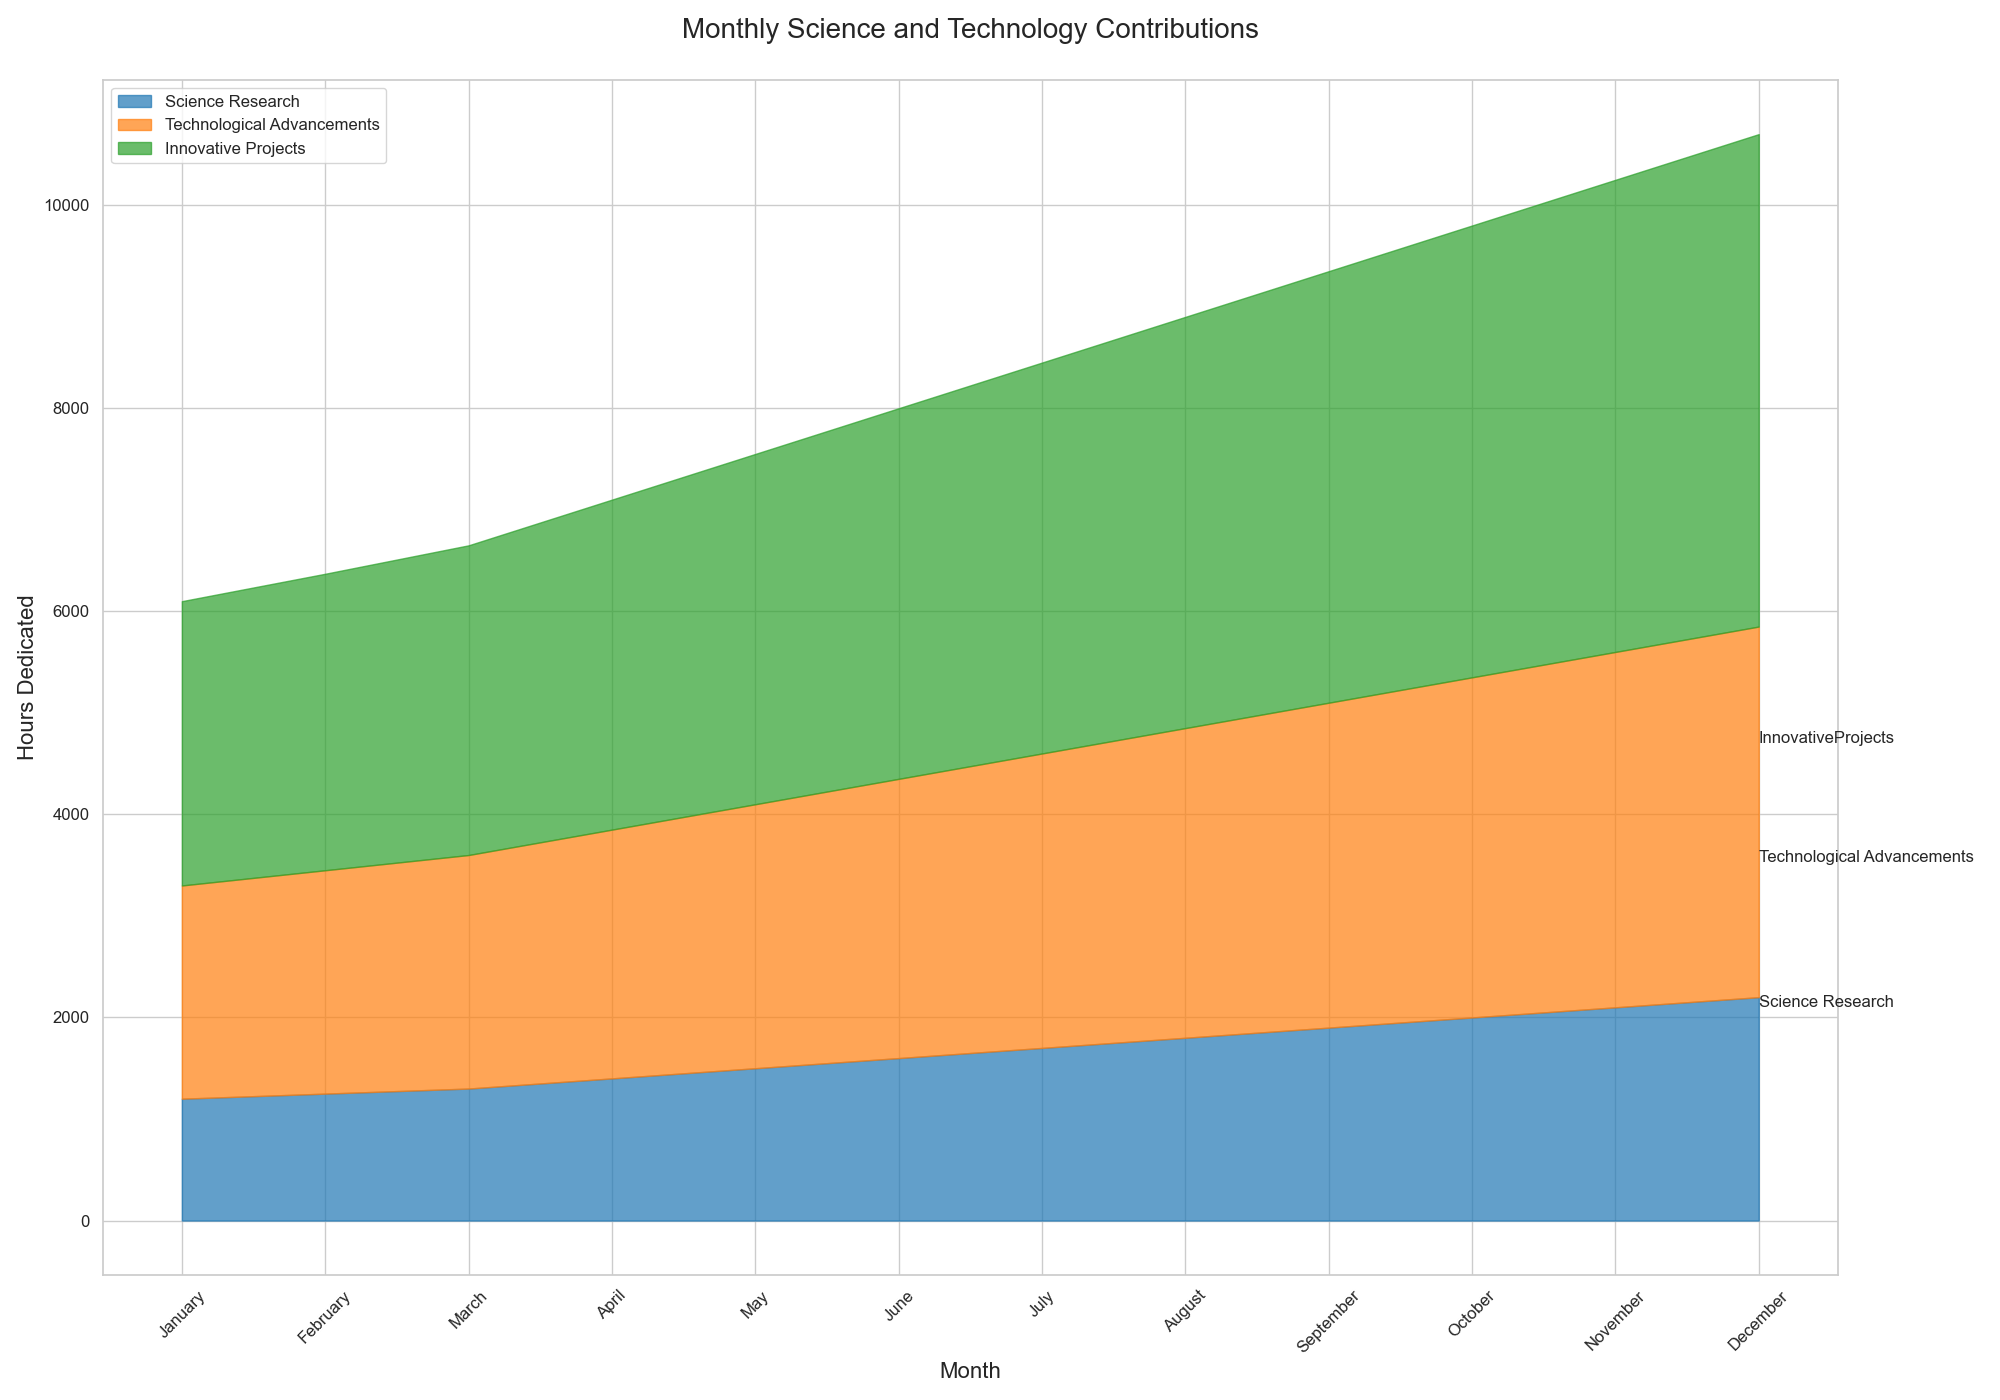 Monthly Science and Technology Contributions
Science Research
Technological Advancements
Innovative Projects
10000
8000
6000
4000
2000
0
Hours Dedicated
InnovativeProjects
Technological Advancements
Science Research
January
February
March
April
May
June
July
August
September
October
November
December
Month